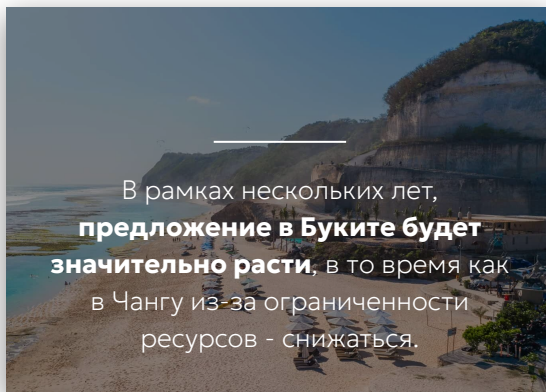 В рамках нескольких лет,
предложение в Буките будет
значительно расти, в то время как
в Чангу из-за ограниченности
ресурсов - снижаться.